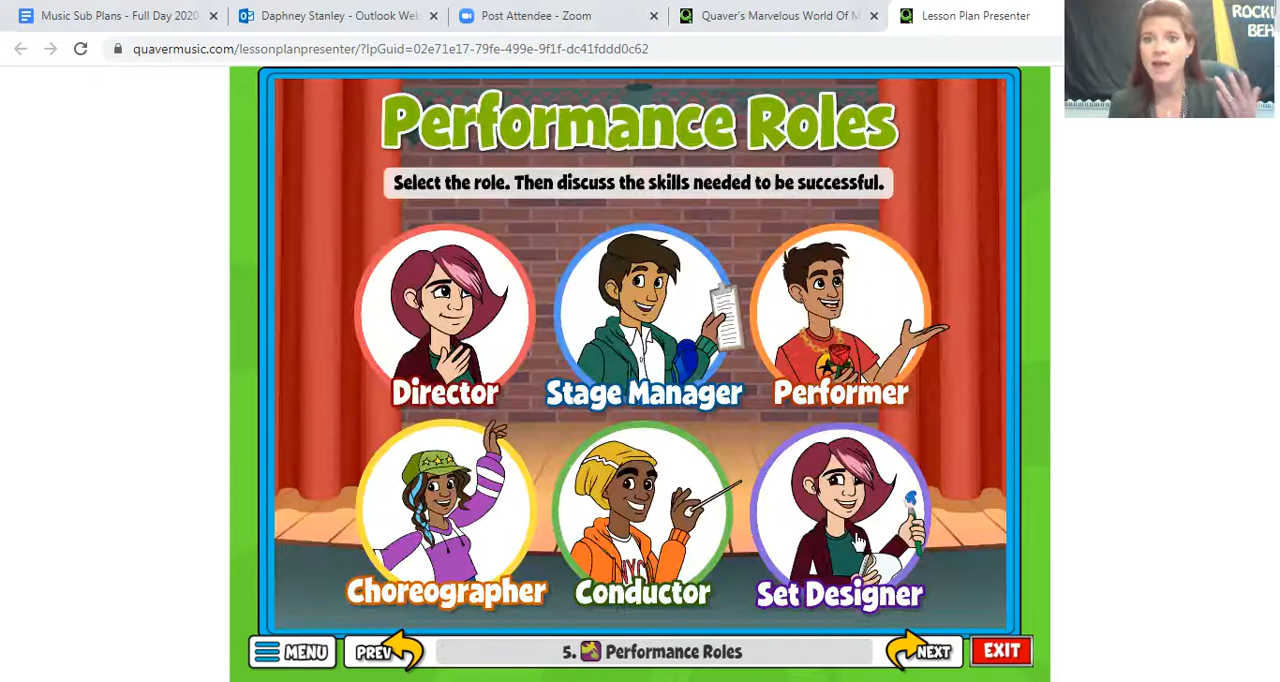 Music Sub Plans - Full Day 2020
Daphney Stanley - Outlook Web
Post Attendee - Zoom
Quaver's Marvelous World Of M
Lesson Plan Presenter
quavermusic.com/lessonplanpresenter/?lpGuid=02e71e17-79fe-499e-9f1f-dc41fddd0c62
ROCKI
BEH
Performance Roles
Select the role. Then discuss the skills needed to be successful.
Director
Stage Manager
Performer
NYC
Choreographer
Conductor
Set Designer
MENU
PREV
5. Performance Roles
NEXT
EXIT